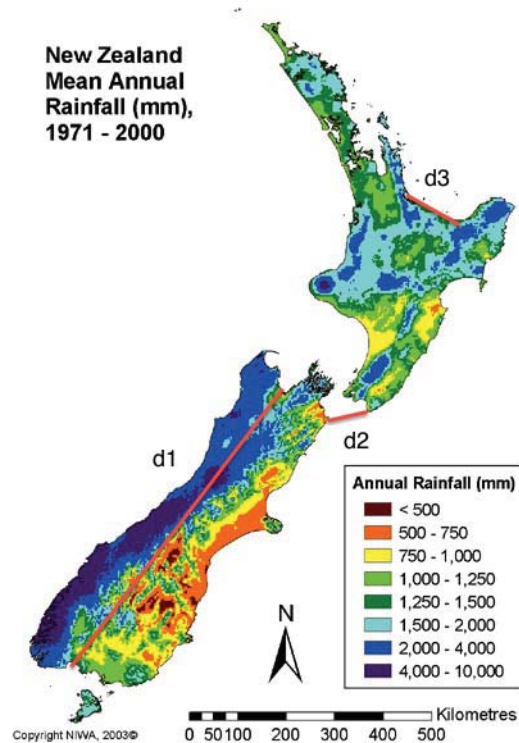 New Zealand
Mean Annual
Rainfall (mm),
1971 - 2000
d3
d1
d2
Annual Rainfall (mm)
< 500
500 - 750
750 - 1,000
1,000 - 1,250
1,250 - 1,500
1,500 - 2,000
2,000 - 4,000
4,000 - 10,000
N
Kilometres
0 50 100 200 300 400 500
Copyright NIWA, 2003©